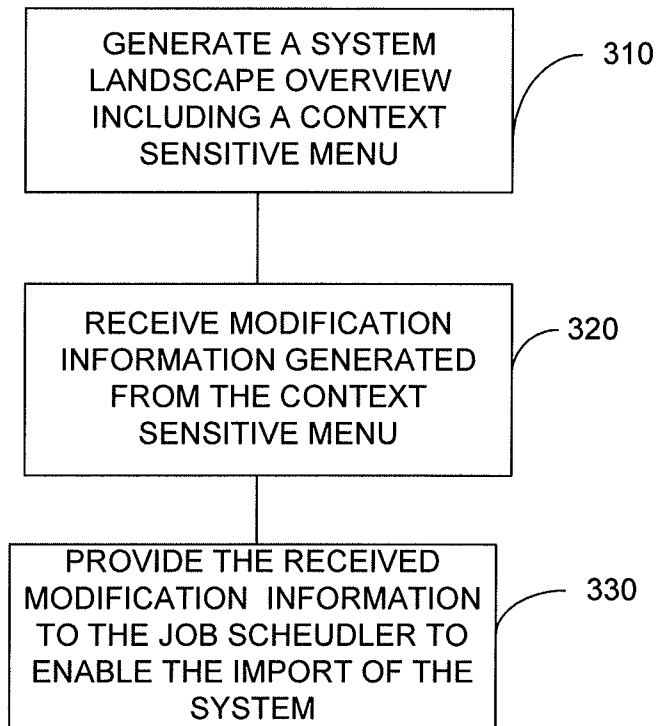 GENERATE A SYSTEM
LANDSCAPE OVERVIEW
INCLUDING A CONTEXT
SENSITIVE MENU
310
RECEIVE MODIFICATION
INFORMATION GENERATED
FROM THE CONTEXT
SENSITIVE MENU
320
PROVIDE THE RECEIVED
MODIFICATION INFORMATION
TO THE JOB SCHEUDLER TO
ENABLE THE IMPORT OF THE
SYSTEM
330